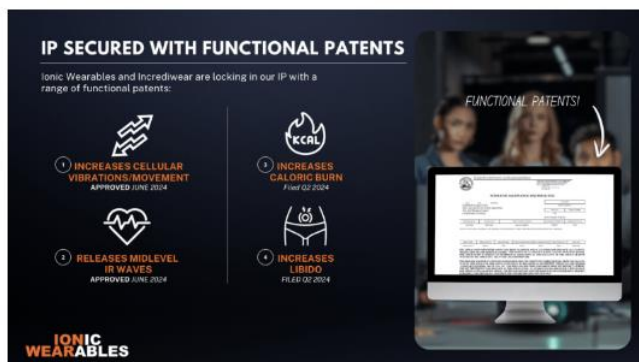 IP SECURED WITH FUNCTIONAL PATENTS
Ionic Wearables and Incrediwear are locking in our IP with a
range of functional patents:
1 INCREASES CELLULAR
VIBRATIONS/MOVEMENT
APPROVED JUNE 2024
2 RELEASES MIDLEVEL
IR WAVES
APPROVED JUNE 2024
KCAL
3 INCREASES
CALORIC BURN
Filed Q2 2024
4 INCREASES
LIBIDO
FILED Q2 2024
FUNCTIONAL PATENTS!
IONIC
WEARABLES